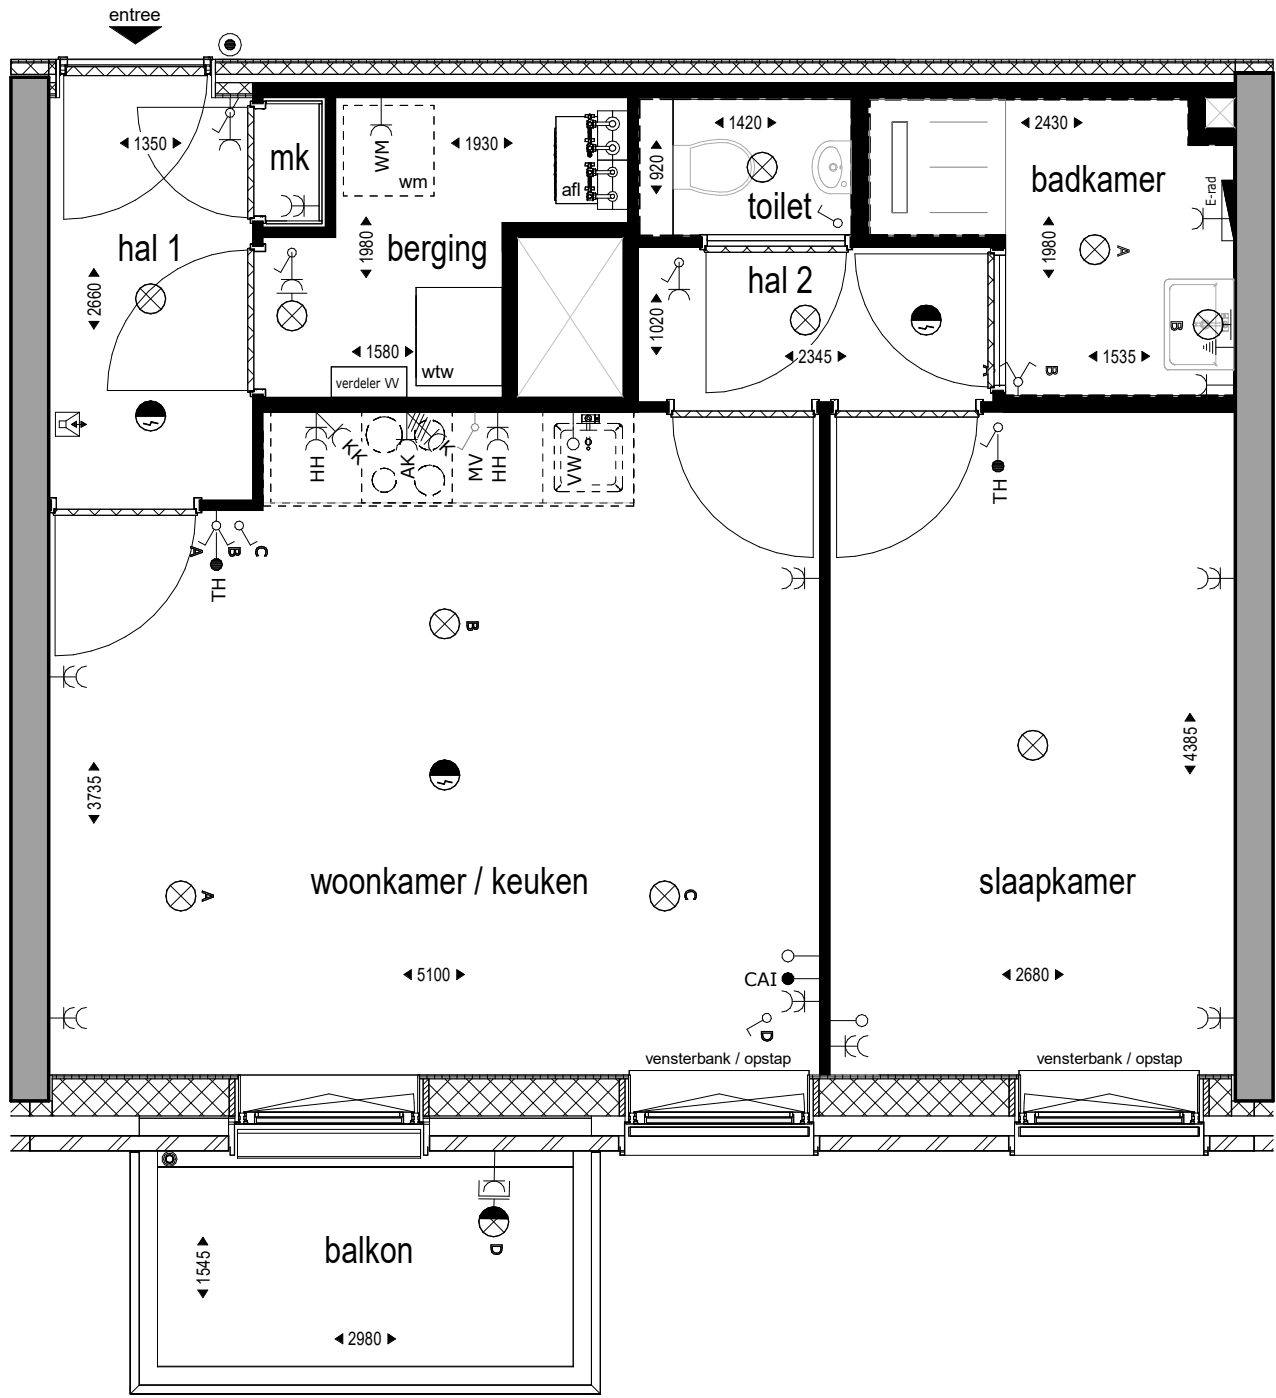 entree
1350
mk
WM
wm
1930
afl
920
1420
toilet
2430
badkamer
E-rad
hal 1
2660
1980
berging
hal 2
1980
A
B
1020
2345
1535
B
A
1580
wtw
verdeler VV
HH
KK
AK
K
MV
HH
VW
TH
A
B
C
TH
B
3735
4385
A
woonkamer / keuken
C
slaapkamer
5100
CAI
2680
D
vensterbank / opstap
vensterbank / opstap
D
1545
balkon
2980